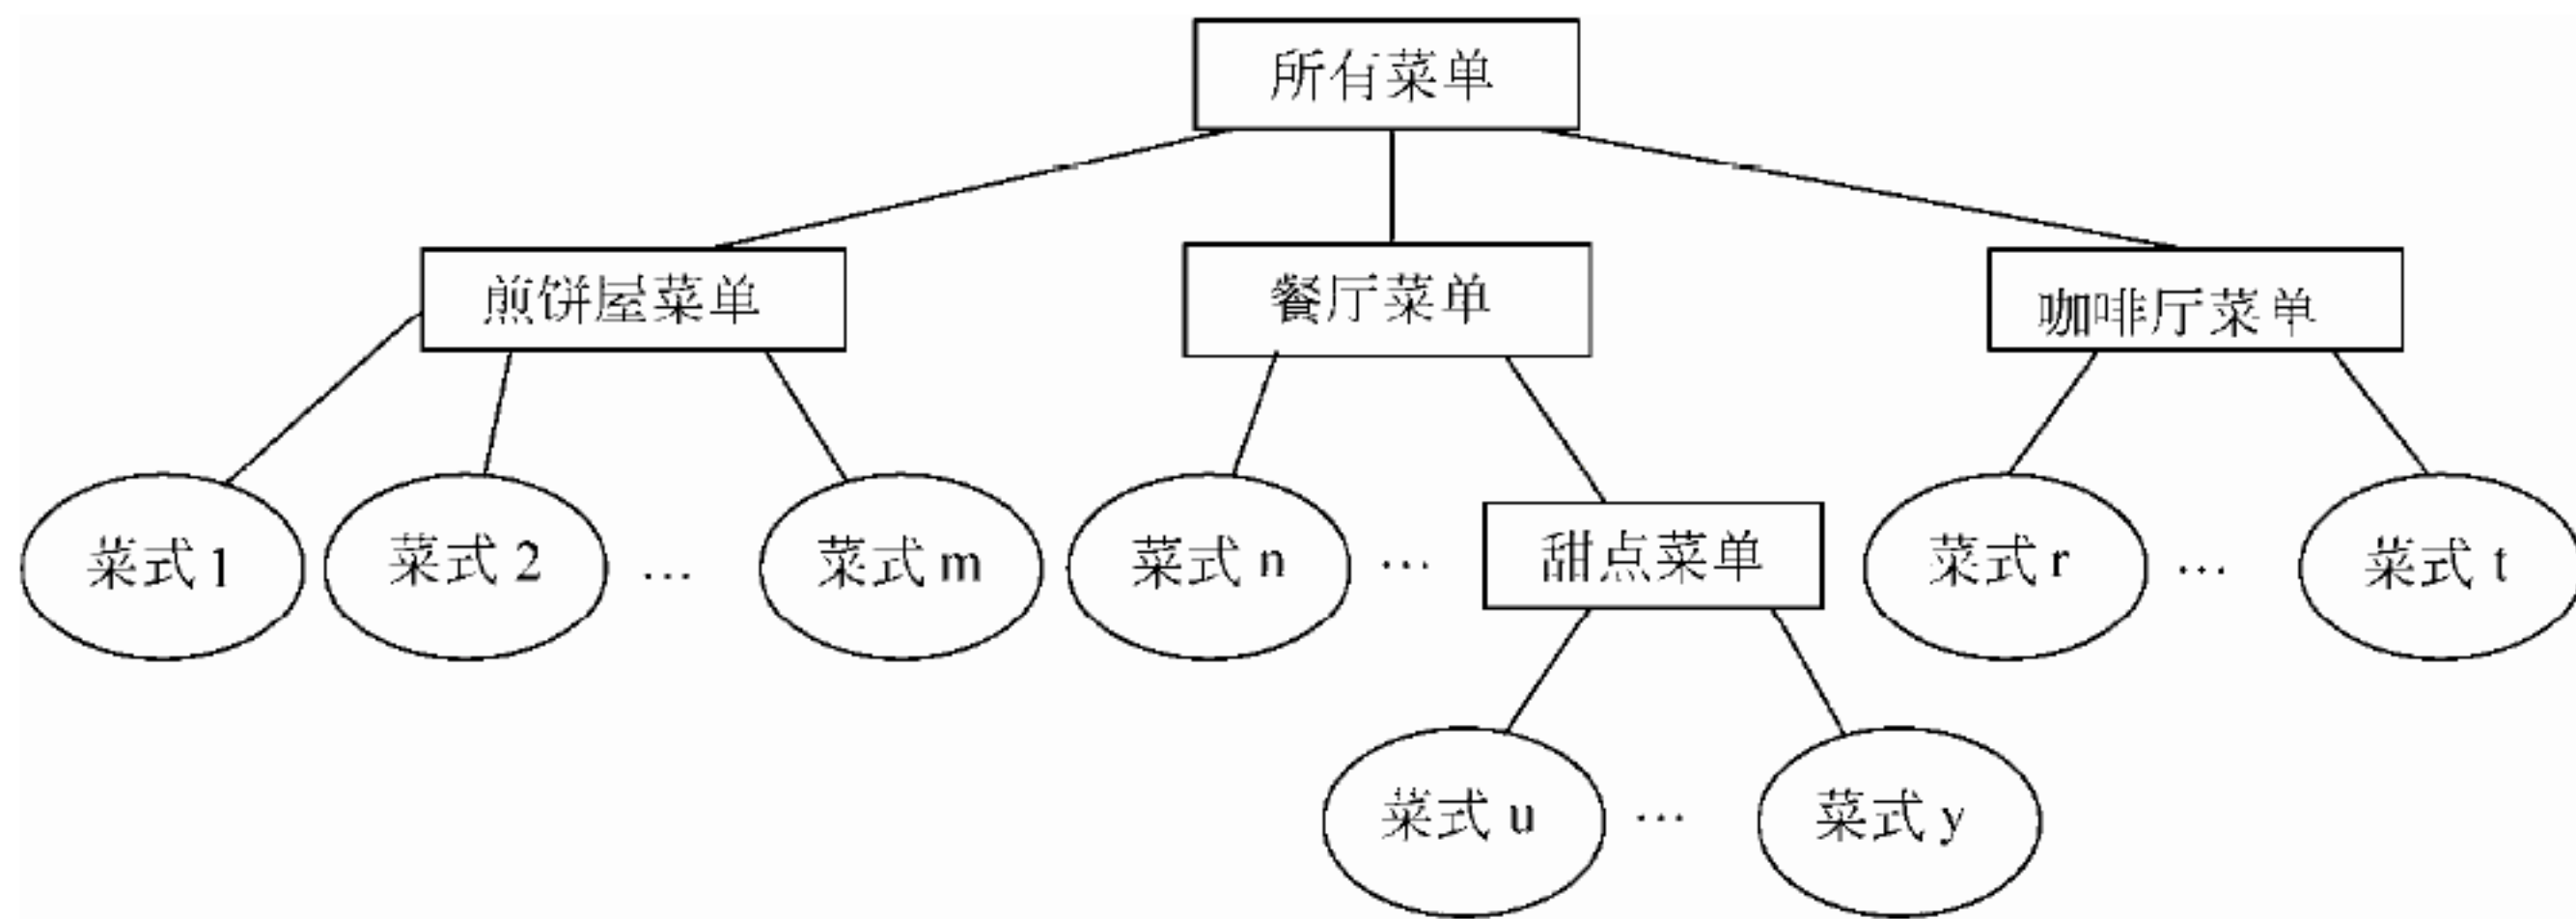 所有菜单
煎饼屋菜单
餐厅菜单
咖啡厅菜单
菜式 1
菜式 2
...
菜式 m
菜式 n
...
甜点菜单
菜式 r
...
菜式 t
菜式 u
...
菜式 y